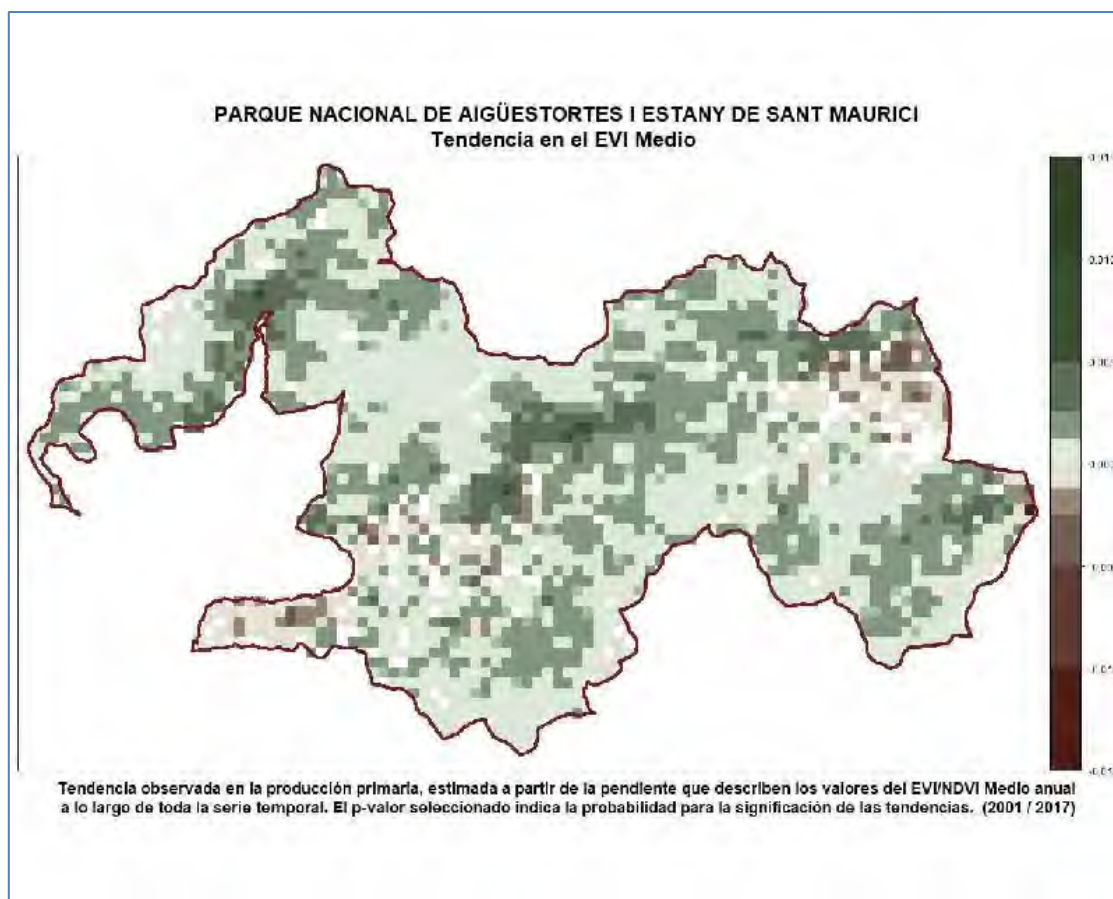 PARQUE NACIONAL DE AIGÜESTORTES I ESTANY DE SANT MAURICI
Tendencia en el EVI Medio
Tendencia observada en la producción primaria, estimada a partir de la pendiente que describen los valores del EVI/NDVI Medio anual
a lo largo de toda la serie temporal. El p-valor seleccionado indica la probabilidad para la significación de las tendencias. (2001 / 2017)